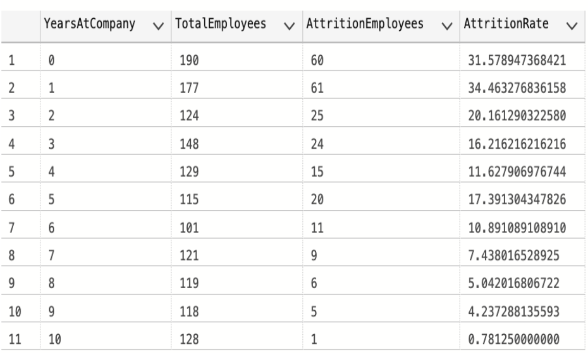 YearsAtCompany TotalEmployees AttritionEmployees AttritionRate
1 0 190 60 31.578947368421
2 1 177 61 34.463276836158
3 2 124 25 20.161290322580
4 3 148 24 16.216216216216
5 4 129 15 11.627906976744
6 5 115 20 17.391304347826
7 6 101 11 10.891089108910
8 7 121 9 7.438016528925
9 8 119 6 5.042016806722
10 9 118 5 4.237288135593
11 10 128 1 0.781250000000